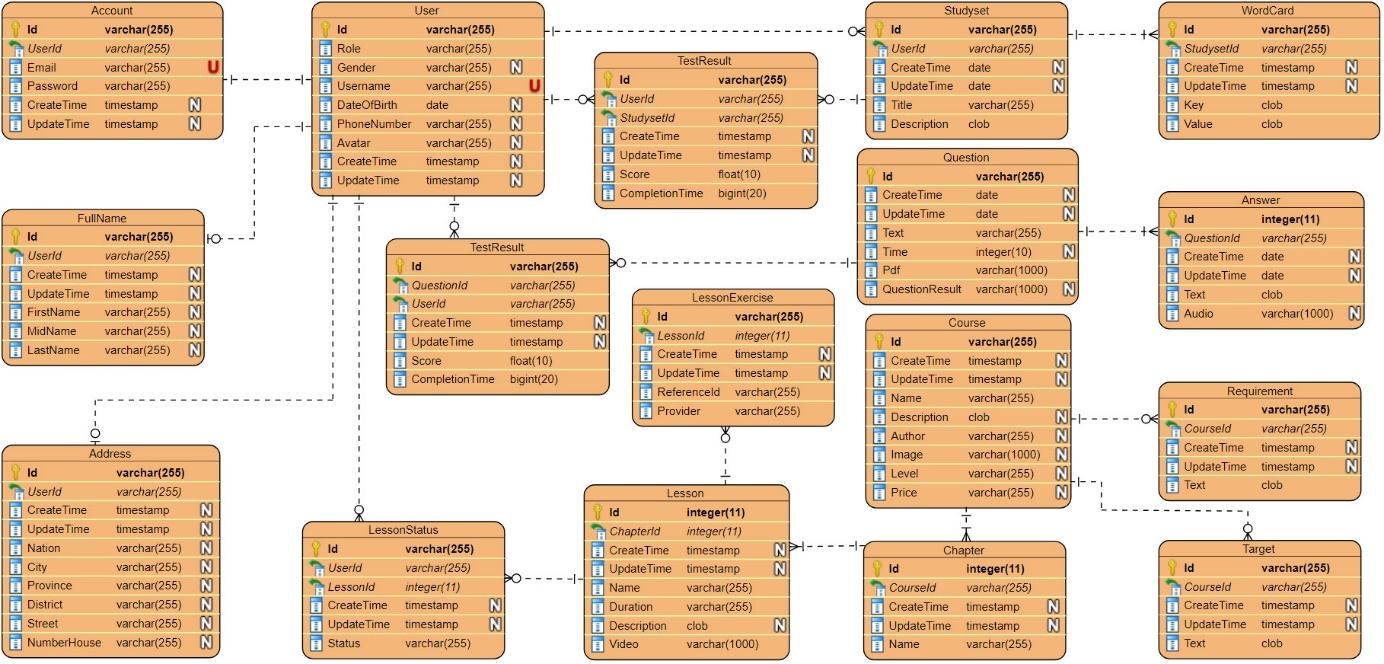 Account
Id varchar(255)
UserId varchar(255)
Email varchar(255) U
Password varchar(255)
CreateTime timestamp N
UpdateTime timestamp N
User
Id varchar(255)
Role varchar(255)
Gender varchar(255) N
Username varchar(255) U
DateOfBirth date N
PhoneNumber varchar(255) N
Avatar varchar(255) N
CreateTime timestamp N
UpdateTime timestamp N
TestResult
Id varchar(255)
UserId varchar(255)
StudysetId varchar(255)
CreateTime timestamp N
UpdateTime timestamp N
Score float(10)
CompletionTime bigint(20)
Studyset
Id varchar(255)
UserId varchar(255)
CreateTime date N
UpdateTime date N
Title varchar(255)
Description clob
WordCard
Id varchar(255)
StudysetId varchar(255)
CreateTime timestamp N
UpdateTime timestamp N
Key clob
Value clob
FullName
Id varchar(255)
UserId varchar(255)
CreateTime timestamp N
UpdateTime timestamp N
FirstName varchar(255) N
MidName varchar(255) N
LastName varchar(255) N
TestResult
Id varchar(255)
QuestionId varchar(255)
UserId varchar(255)
CreateTime timestamp N
UpdateTime timestamp N
Score float(10)
CompletionTime bigint(20)
Question
Id varchar(255)
CreateTime date N
UpdateTime date N
Text varchar(255)
Time integer(10) N
Pdf varchar(1000)
QuestionResult varchar(1000) N
Answer
Id integer(11)
QuestionId varchar(255)
CreateTime date N
UpdateTime date N
Text clob
Audio varchar(1000) N
LessonExercise
Id varchar(255)
LessonId integer(11)
CreateTime timestamp N
UpdateTime timestamp N
ReferenceId varchar(255)
Provider varchar(255)
Course
Id varchar(255)
CreateTime timestamp N
UpdateTime timestamp N
Name varchar(255)
Description clob N
Author varchar(255) N
Image varchar(1000) N
Level varchar(255) N
Price varchar(255) N
Requirement
Id varchar(255)
CourseId varchar(255)
CreateTime timestamp N
UpdateTime timestamp N
Text clob
Address
Id varchar(255)
UserId varchar(255)
CreateTime timestamp N
UpdateTime timestamp N
Nation varchar(255) N
City varchar(255) N
Province varchar(255) N
District varchar(255) N
Street varchar(255) N
NumberHouse varchar(255) N
LessonStatus
Id varchar(255)
UserId varchar(255)
LessonId integer(11)
CreateTime timestamp N
UpdateTime timestamp N
Status varchar(255)
Lesson
Id integer(11)
ChapterId integer(11)
CreateTime timestamp N
UpdateTime timestamp N
Name varchar(255)
Duration varchar(255)
Description clob N
Video varchar(1000)
Chapter
Id integer(11)
CourseId varchar(255)
CreateTime timestamp N
UpdateTime timestamp N
Name varchar(255)
Target
Id varchar(255)
CourseId varchar(255)
CreateTime timestamp N
UpdateTime timestamp N
Text clob